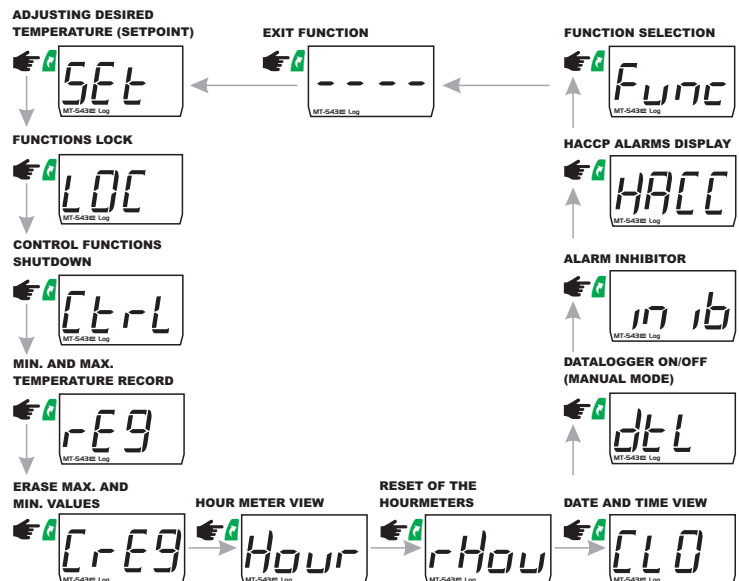 ADJUSTING DESIRED
TEMPERATURE (SETPOINT)
SEt
MT-543E Log
EXIT FUNCTION
- - - -
MT-543E Log
FUNCTION SELECTION
Func
MT-543E Log
FUNCTIONS LOCK
LOC
MT-543E Log
HACCP ALARMS DISPLAY
HACC
MT-543E Log
CONTROL FUNCTIONS
SHUTDOWN
CtrL
MT-543E Log
ALARM INHIBITOR
in ib
MT-543E Log
MIN. AND MAX.
TEMPERATURE RECORD
rEg
MT-543E Log
DATALOGGER ON/OFF
(MANUAL MODE)
dtL
MT-543E Log
ERASE MAX. AND
MIN. VALUES
CrEg
MT-543E Log
HOUR METER VIEW
Hour
MT-543E Log
RESET OF THE
HOURMETERS
rHou
MT-543E Log
DATE AND TIME VIEW
CLO
MT-543E Log